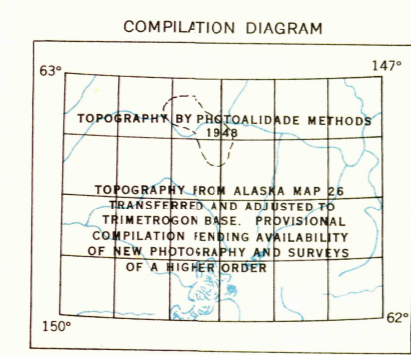 COMPILATION DIAGRAM
63°
147°
TOPOGRAPHY BY PHOTOALIDADE METHODS
1948
TOPOGRAPHY FROM ALASKA MAP 26
TRANSFERRED AND ADJUSTED TO
TRIMETROGON BASE. PROVISIONAL
COMPILATION PENDING AVAILABILITY
OF NEW PHOTOGRAPHY AND SURVEYS
OF A HIGHER ORDER
150°
62°